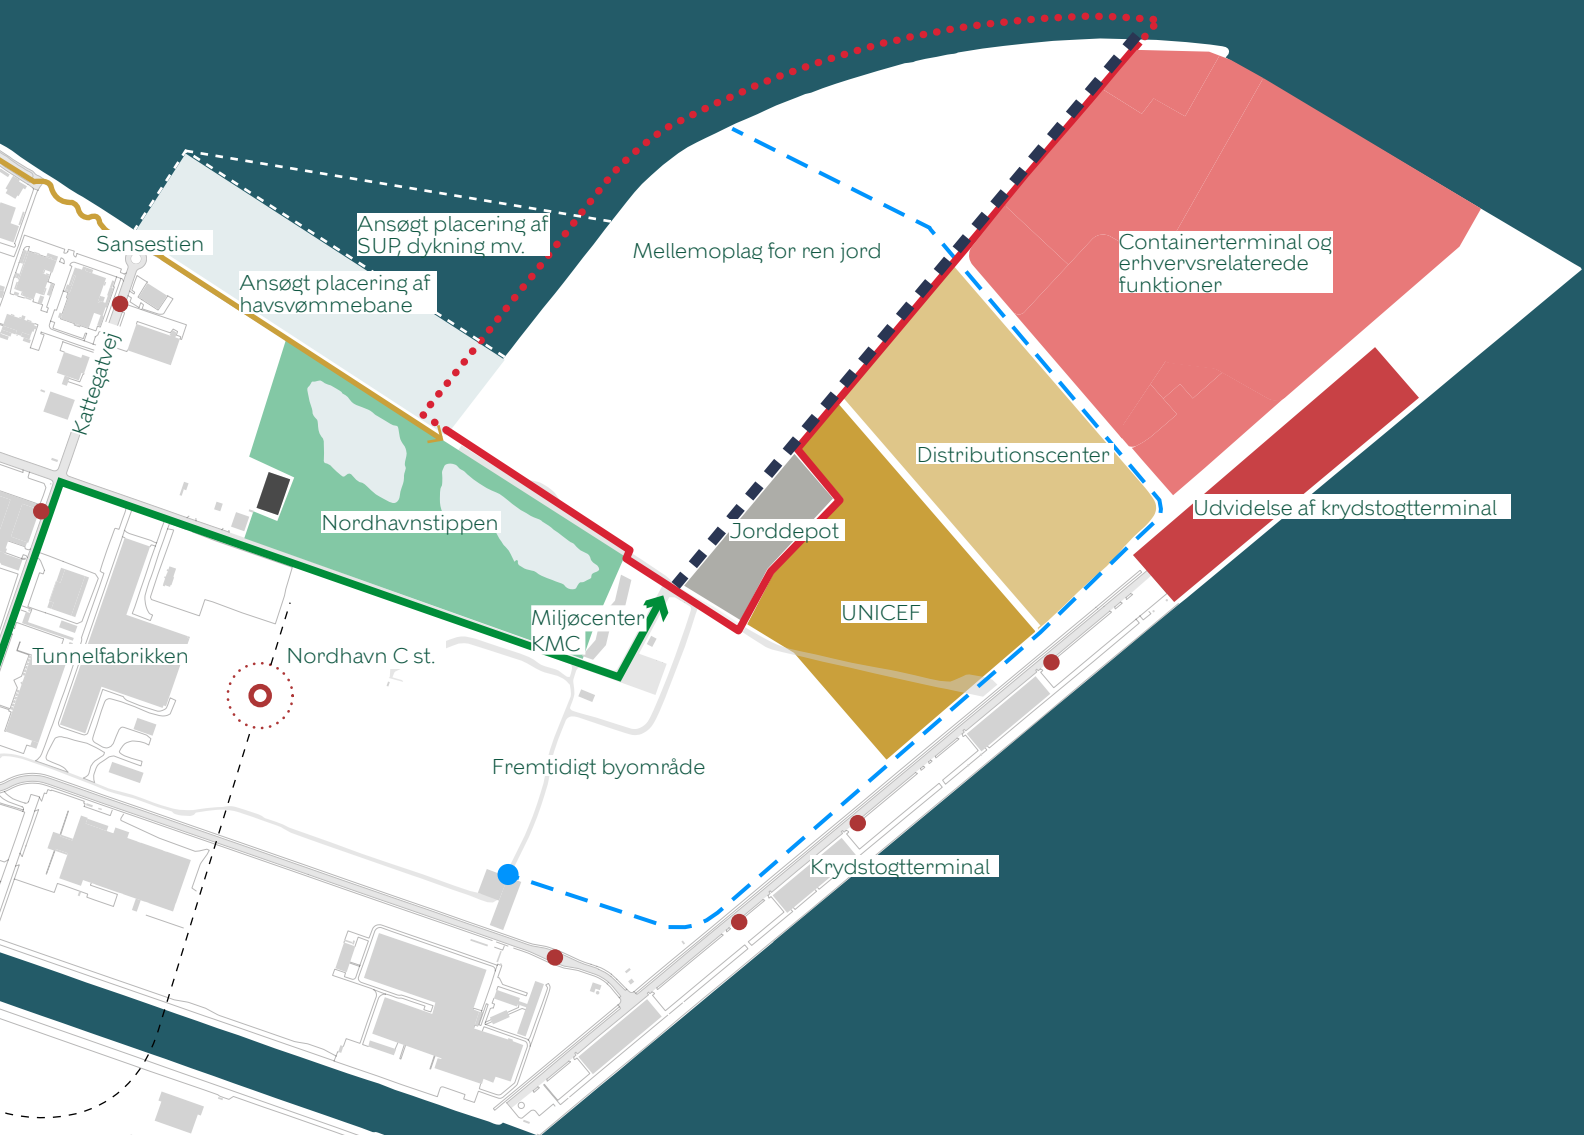 Sansestien
Ansøgt placering af
SUP, dykning mv.
Ansøgt placering af
havsvømmebane
Mellemoplag for ren jord
Containerterminal og
erhvervsrelaterede
funktioner
Kattegatvej
Distributionscenter
Udvidelse af krydstogtterminal
Nordhavnstippen
Jorddepot
UNICEF
Miljøcenter
KMC
Tunnelfabrikken
Nordhavn C st.
Fremtidigt byområde
Krydstogtterminal